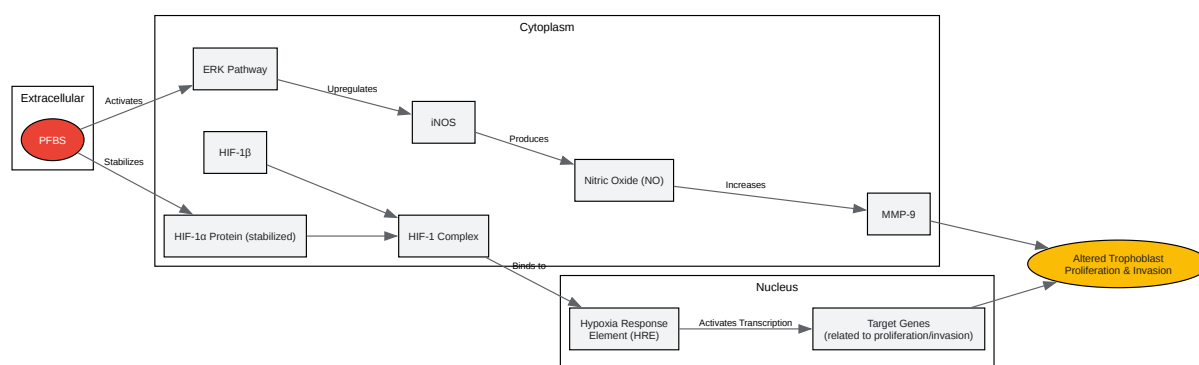 Cytoplasm
ERK Pathway
Extracellular
Activates
Upregulates
PFBS
iNOS
HIF-1β
Produces
Stabilizes
Nitric Oxide (NO)
Increases
MMP-9
HIF-1α Protein (stabilized)
HIF-1 Complex
Binds to
Altered Trophoblast
Proliferation & Invasion
Nucleus
Hypoxia Response
Element (HRE)
Activates Transcription
Target Genes
(related to proliferation/invasion)